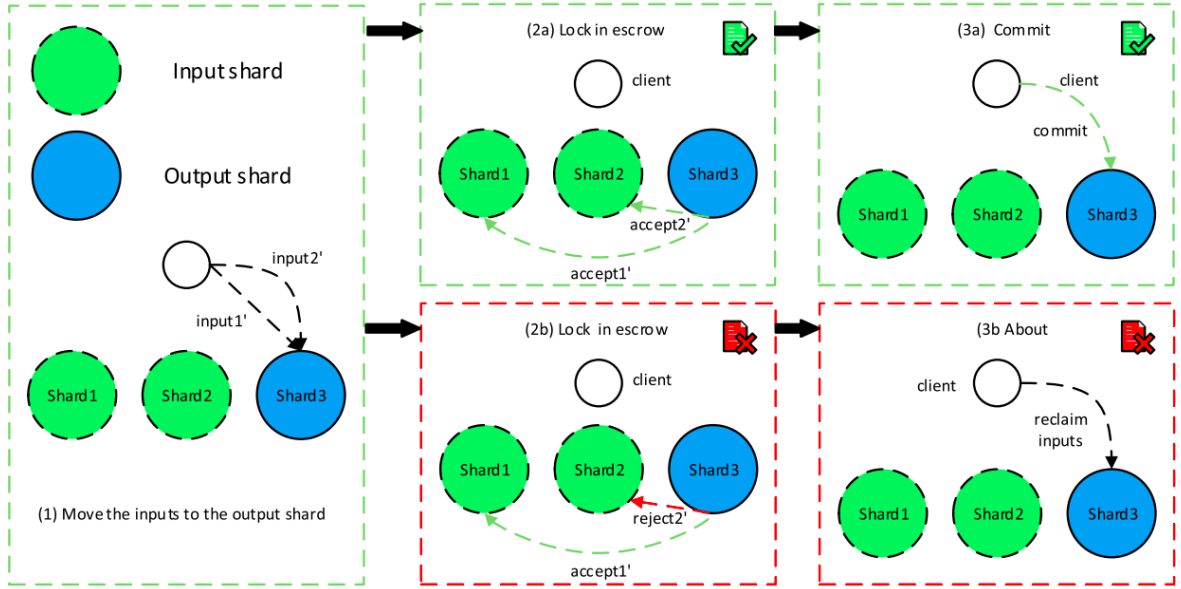 Input shard
Output shard
input2'
input1'
Shard1
Shard2
Shard3
(1) Move the inputs to the output shard
(2a) Lock in escrow
client
Shard1
Shard2
Shard3
accept2'
accept1'
(3a) Commit
client
commit
Shard1
Shard2
Shard3
(2b) Lock in escrow
client
Shard1
Shard2
Shard3
reject2'
accept1'
(3b About
client
reclaim
inputs
Shard1
Shard2
Shard3